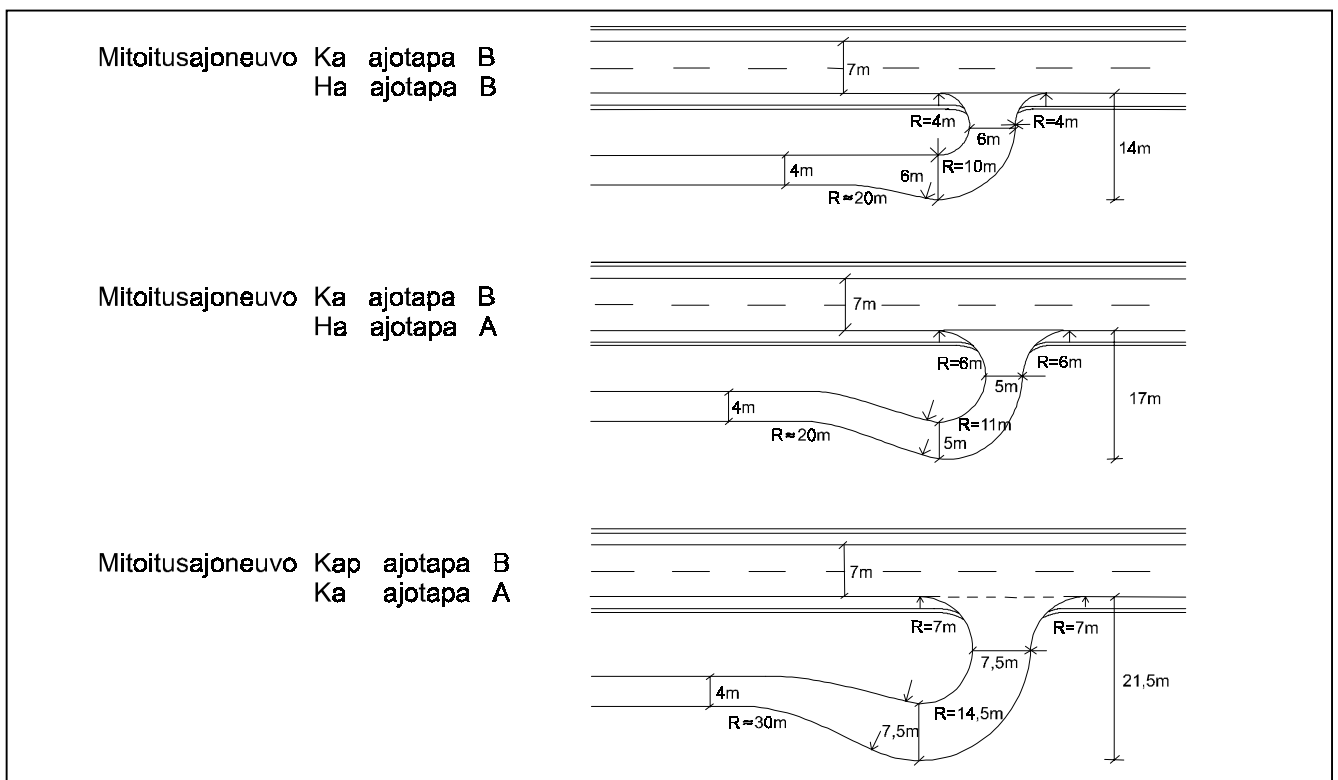 Mitoitusajoneuvo Ka ajotapa B
Ha ajotapa B
7m
R=4m
R=4m
6m
14m
4m
6m
R=10m
R≈20m
Mitoitusajoneuvo Ka ajotapa B
Ha ajotapa A
7m
R=6m
R=6m
5m
17m
4m
R=11m
R≈20m
5m
Mitoitusajoneuvo Kap ajotapa B
Ka ajotapa A
7m
R=7m
R=7m
7,5m
21,5m
4m
R=14,5m
R≈30m
7,5m